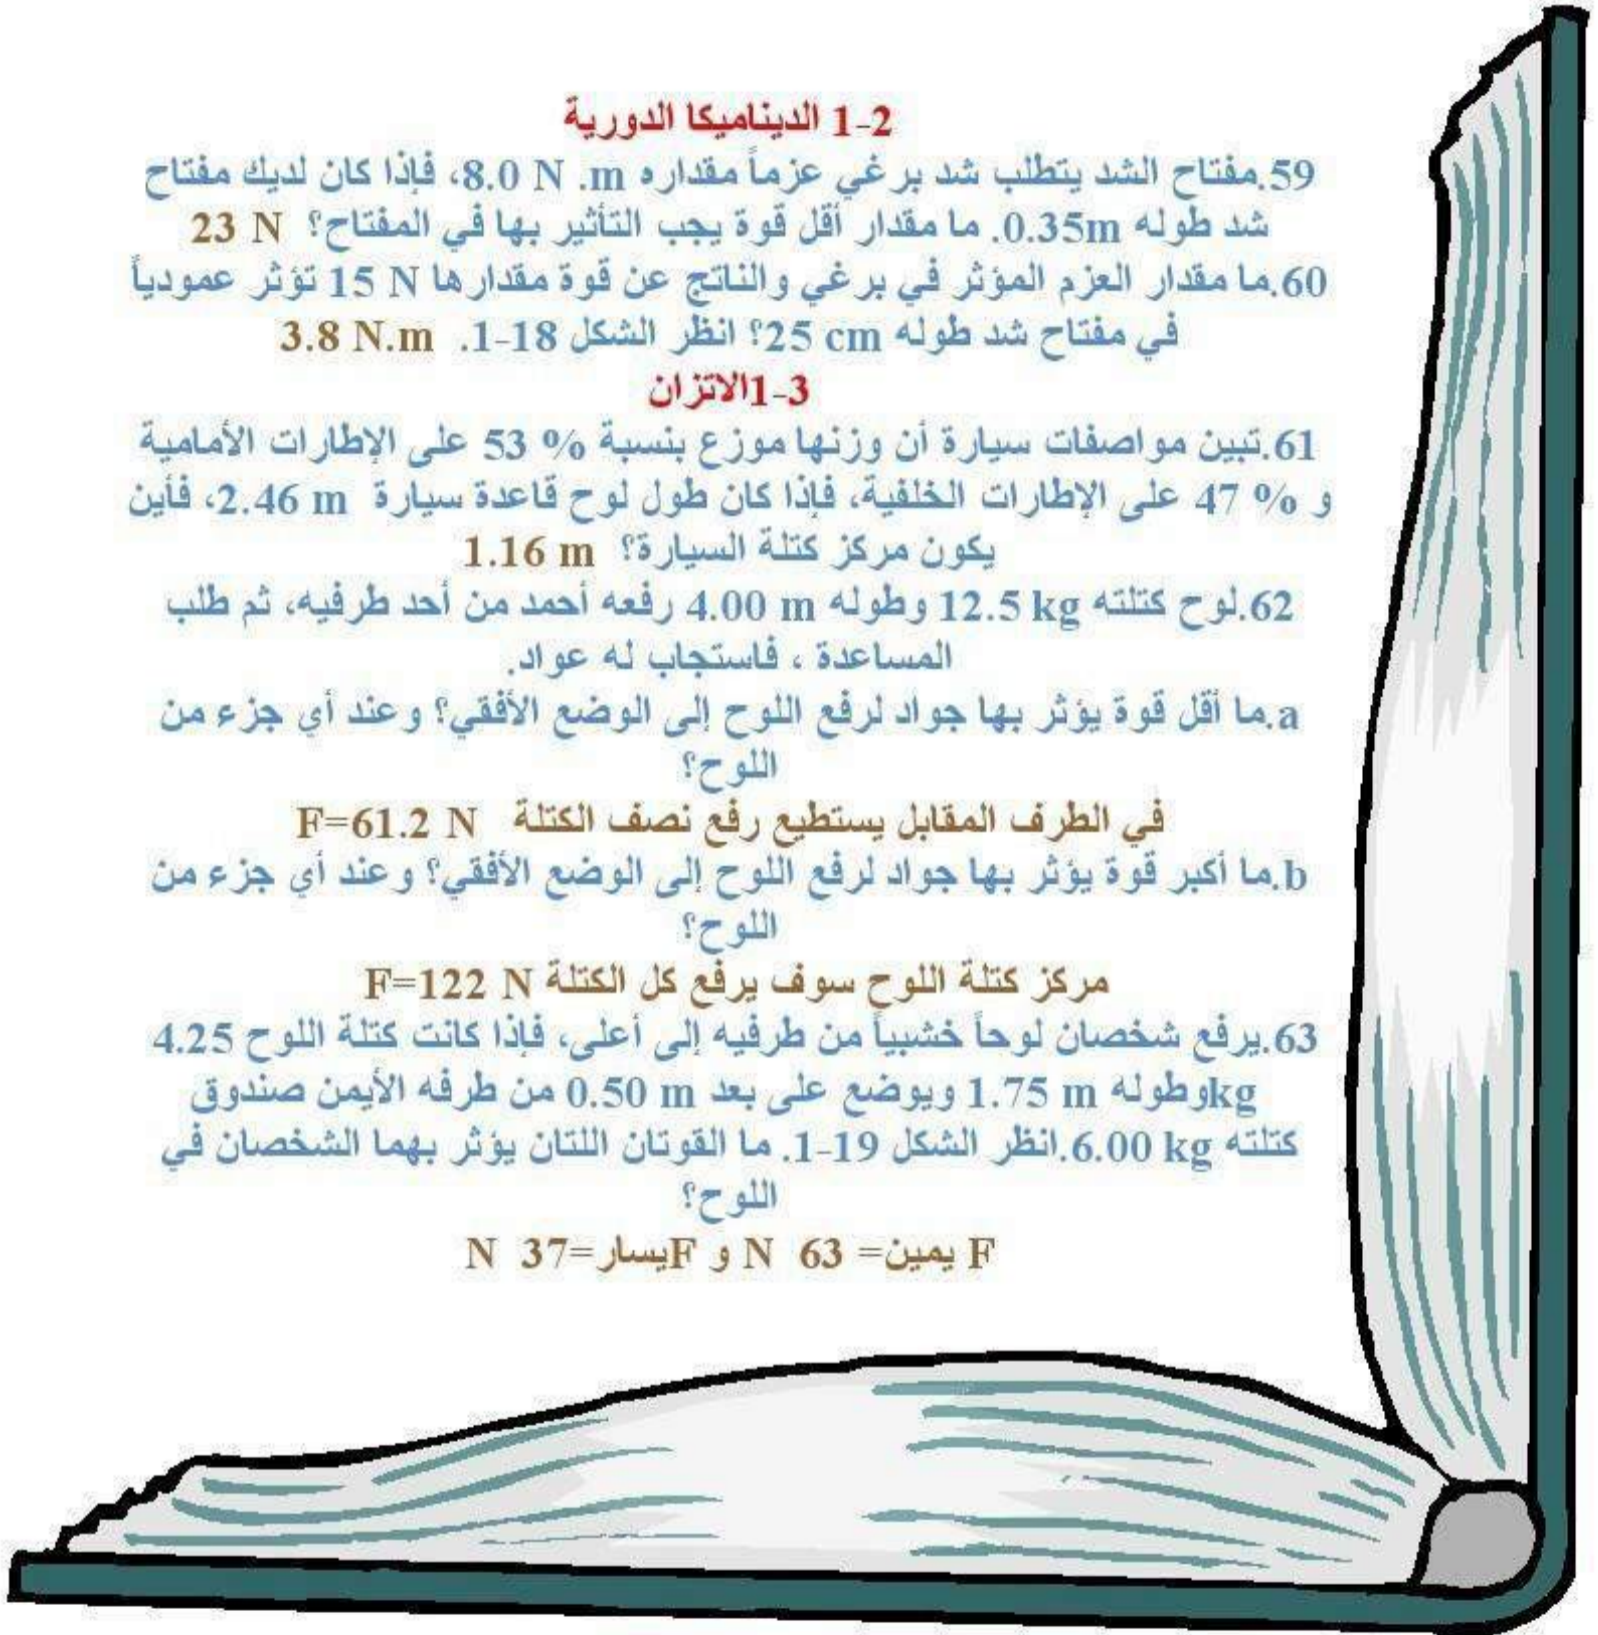 1-2 الديناميكا الدورية
59.مفتاح الشد يتطلب شد برغي عزماً مقداره 8.0 N .m، فإذا كان لديك مفتاح
شد طوله 0.35m. ما مقدار أقل قوة يجب التأثير بها في المفتاح؟ 23 N
60.ما مقدار العزم المؤثر في برغي والناتج عن قوة مقدارها 15 N تؤثر عمودياً
في مفتاح شد طوله 25 cm؟ انظر الشكل 18-1. 3.8 N.m
1-3الاتزان
61.تبين مواصفات سيارة أن وزنها موزع بنسبة % 53 على الإطارات الأمامية
و % 47 على الإطارات الخلفية، فإذا كان طول لوح قاعدة سيارة 2.46 m، فأين
يكون مركز كتلة السيارة؟ 1.16 m
62.لوح كتلته 12.5 kg وطوله 4.00 m رفعه أحمد من أحد طرفيه، ثم طلب
المساعدة ، فاستجاب له عواد.
a.ما أقل قوة يؤثر بها جواد لرفع اللوح إلى الوضع الأفقي؟ وعند أي جزء من
اللوح؟
في الطرف المقابل يستطيع رفع نصف الكتلة F=61.2 N
b.ما أكبر قوة يؤثر بها جواد لرفع اللوح إلى الوضع الأفقي؟ وعند أي جزء من
اللوح؟
مركز كتلة اللوح سوف يرفع كل الكتلة F=122 N
63.يرفع شخصان لوحاً خشبياً من طرفيه إلى أعلى، فإذا كانت كتلة اللوح 4.25
kgوطوله 1.75 m ويوضع على بعد 0.50 m من طرفه الأيمن صندوق
كتلته 6.00 kg.انظر الشكل 19-1. ما القوتان اللتان يؤثر بهما الشخصان في
اللوح؟
F يمين= 63 N و Fيسار=37 N